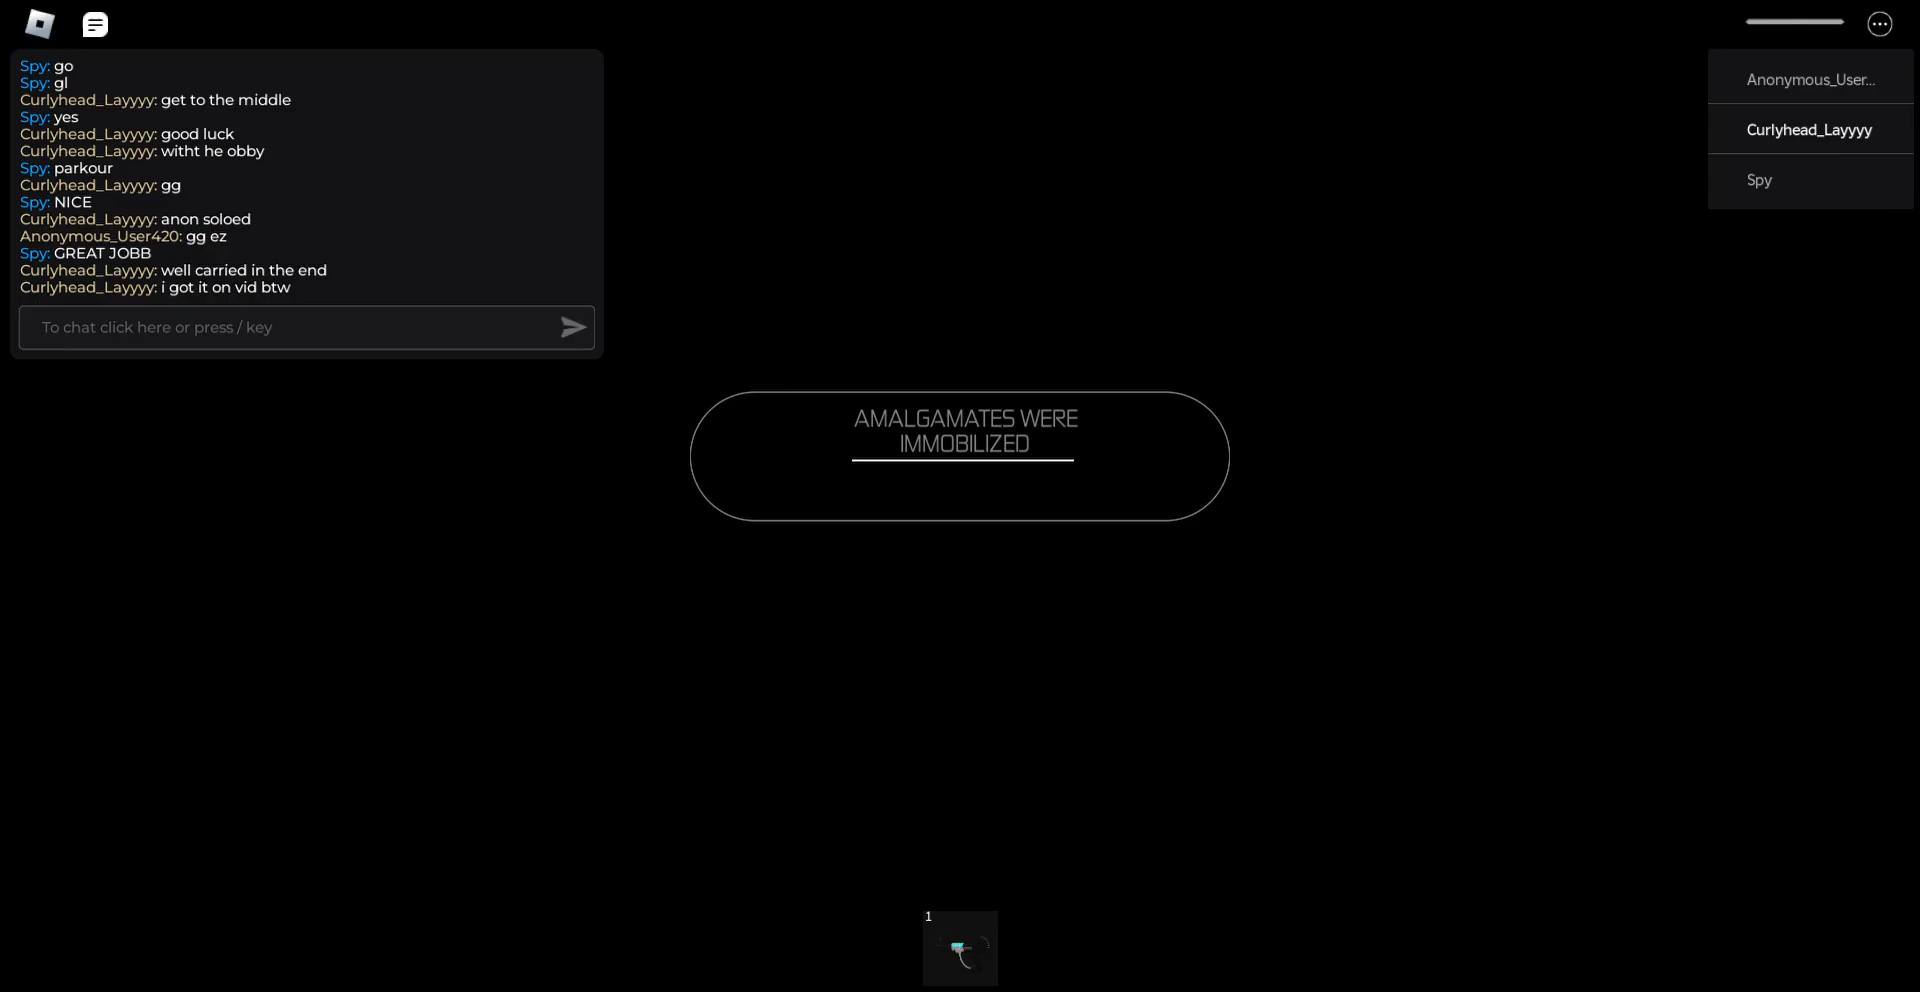 Spy: go
Spy: gl
Curlyhead_Layyyy: get to the middle
Spy: yes
Curlyhead_Layyyy: good luck
Curlyhead_Layyyy: witht he obby
Spy: parkour
Curlyhead_Layyyy: gg
Spy: NICE
Curlyhead_Layyyy: anon soloed
Anonymous_User420: gg ez
Spy: GREAT JOBB
Curlyhead_Layyyy: well carried in the end
Curlyhead_Layyyy: i got it on vid btw
To chat click here or press / key
Anonymous_User...
Curlyhead_Layyyy
Spy
AMALGAMATES WERE
IMMOBILIZED
1